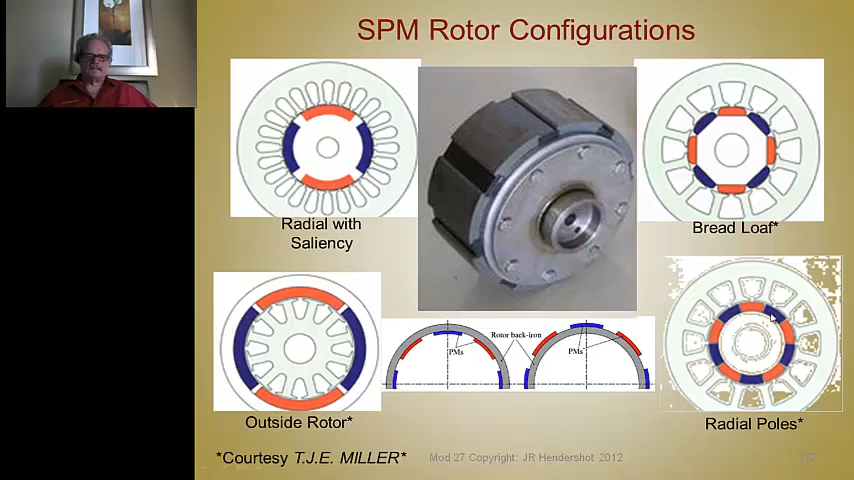 SPM Rotor Configurations
Radial with
Saliency
Bread Loaf*
Rotor back-iron
PMs
PMs
Outside Rotor*
Radial Poles*
*Courtesy T.J.E. MILLER*
Mod 27 Copyright: JR Hendershot 2012